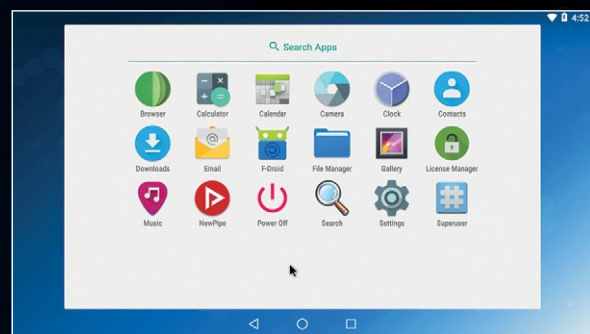 4:52
Search Apps
Browser Calculator Calendar Camera Clock Contacts
Downloads Email F-Droid File Manager Gallery License Manager
Music NewPipe Power Off Search Settings Superuser